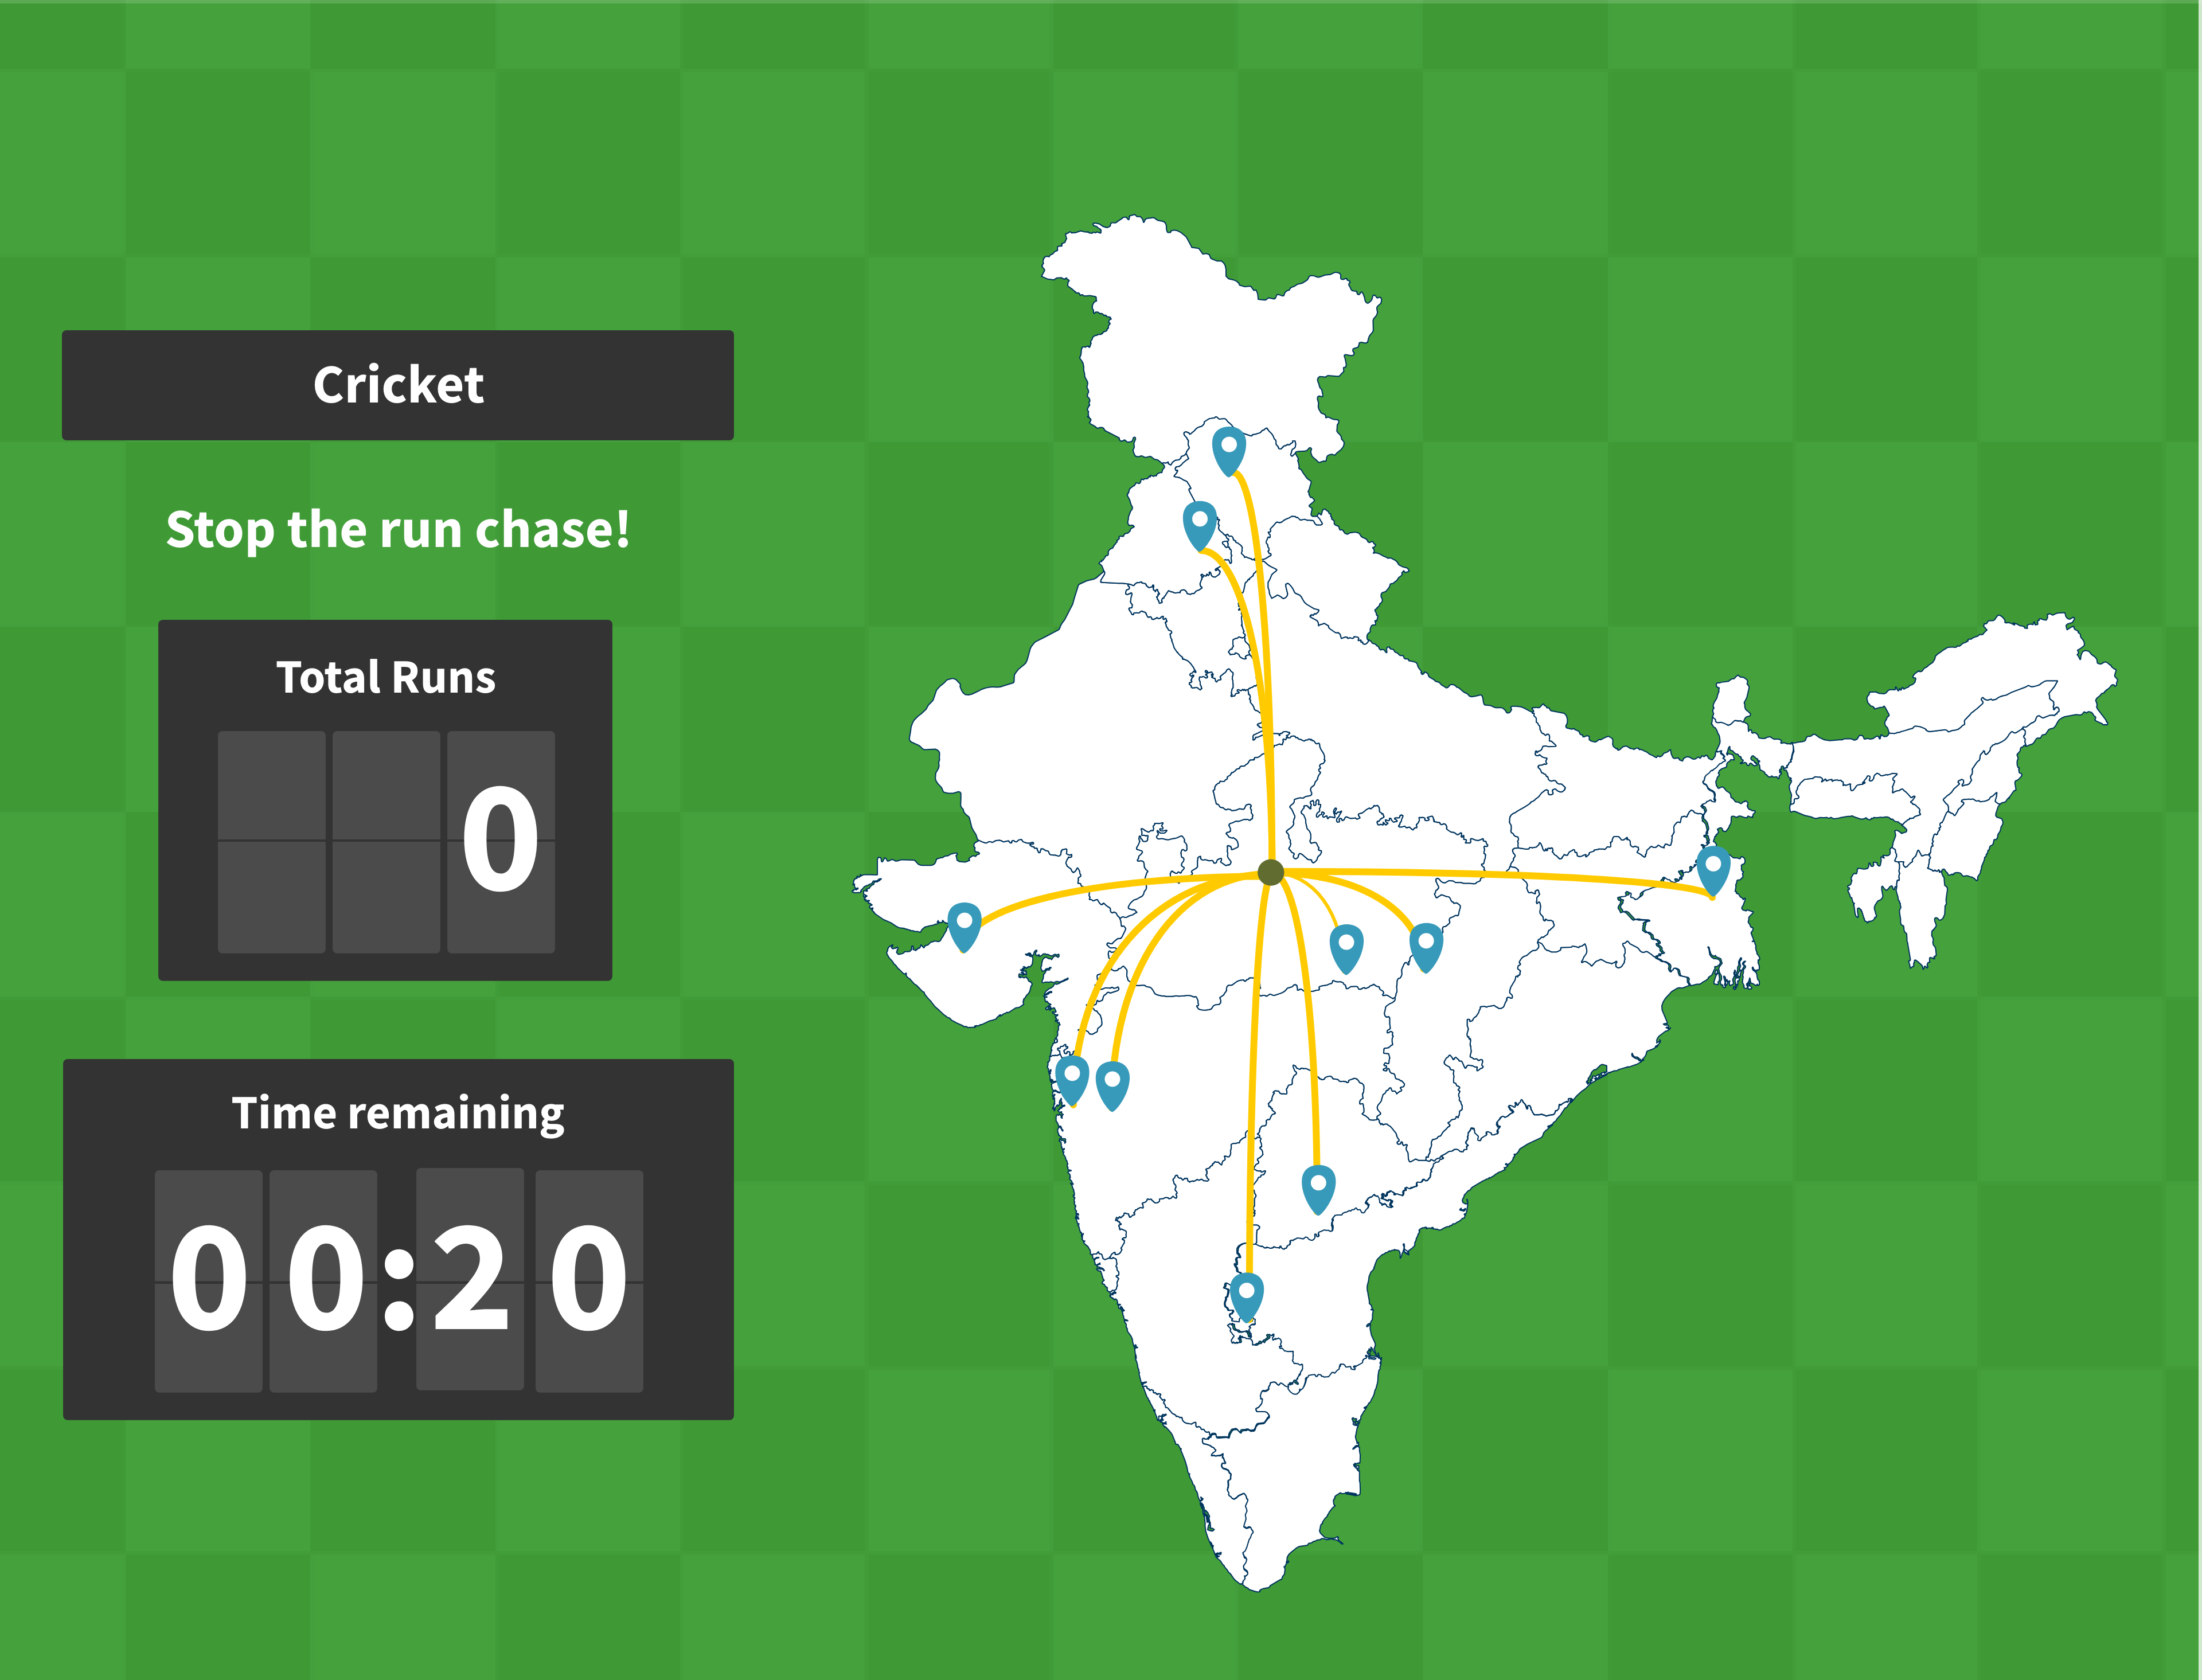 Cricket
Stop the run chase!
Total Runs
0
Time remaining
00:20